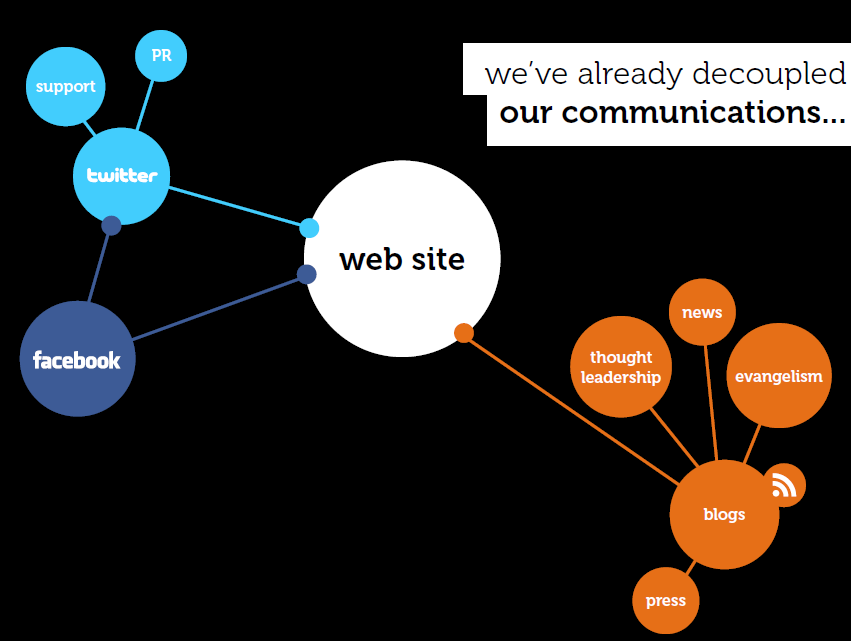 we've already decoupled
our communications...
PR
support
twitter
web site
facebook
news
thought
leadership
evangelism
blogs
press